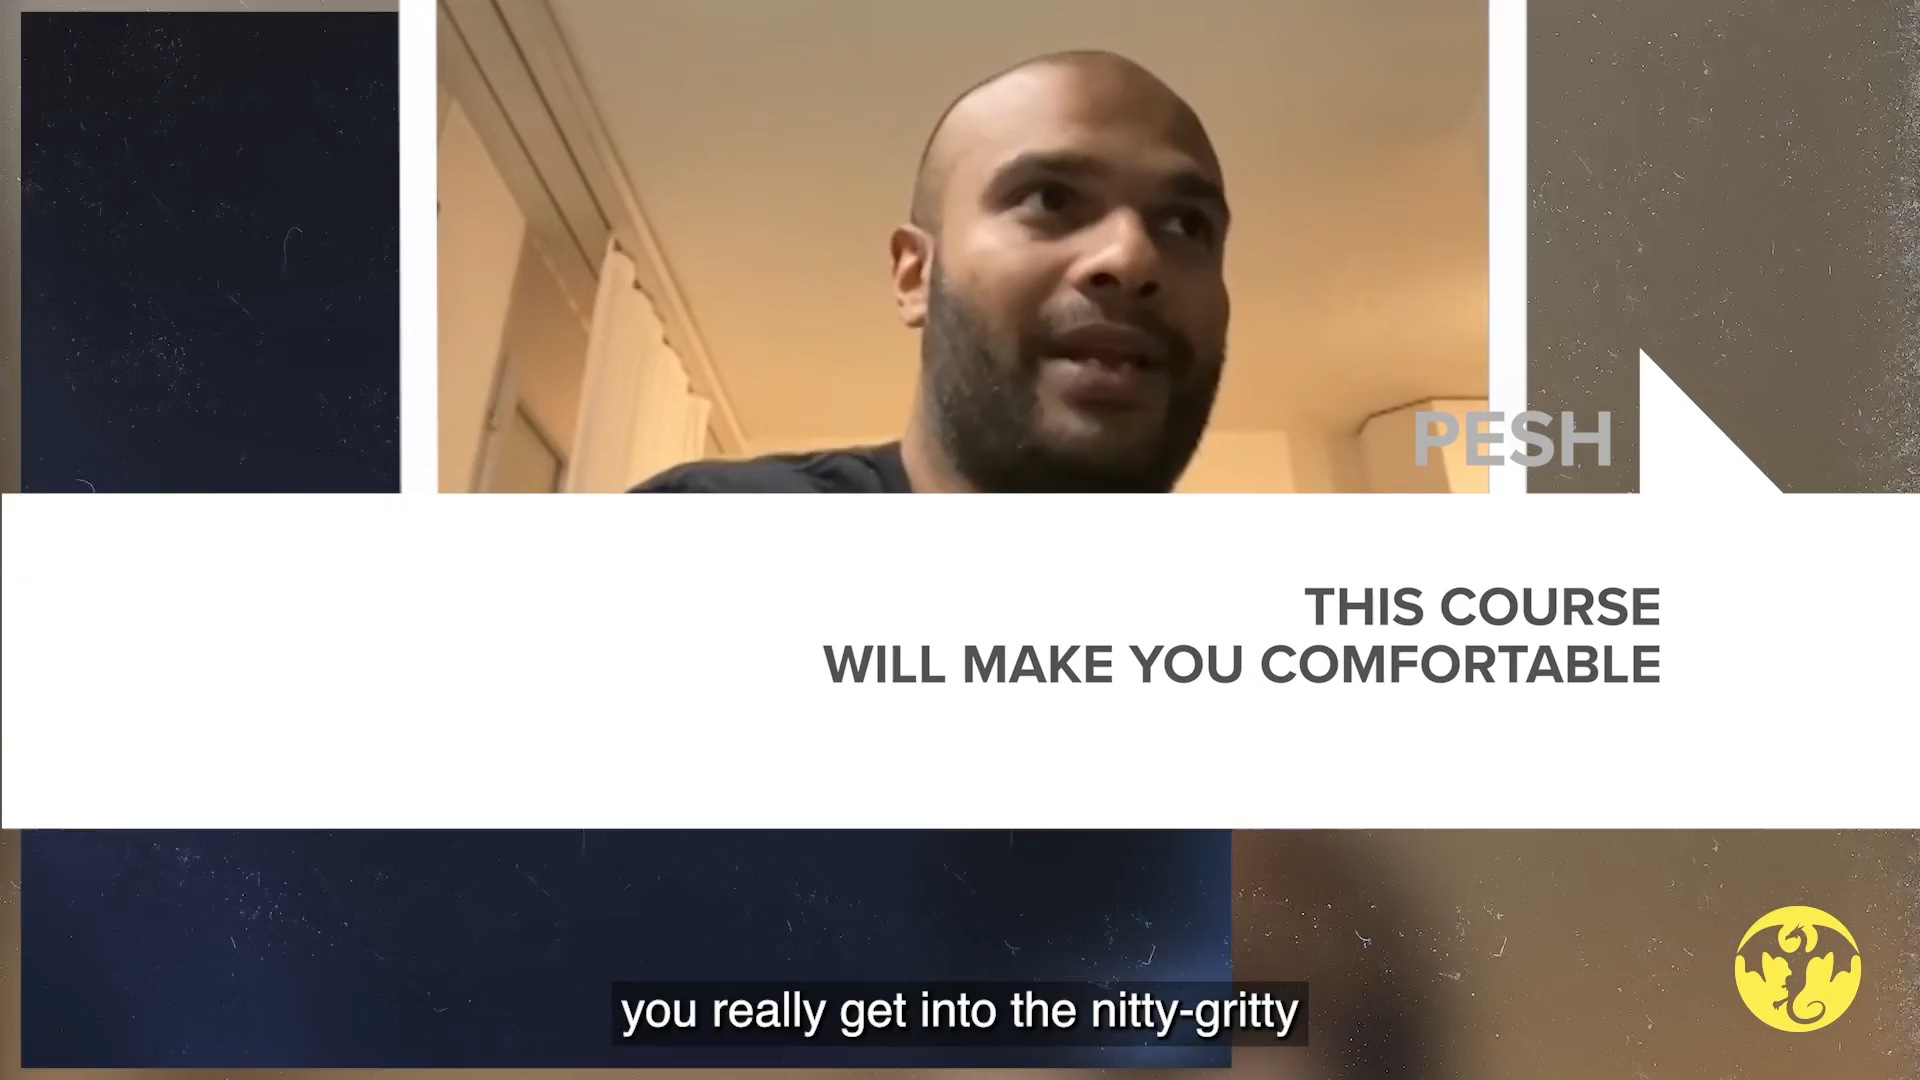 PESH
THIS COURSE
WILL MAKE YOU COMFORTABLE
you really get into the nitty-gritty